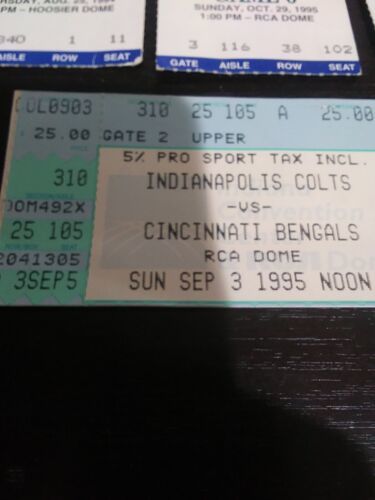 PM - HOOSIER DOME
340 1 11
AISLE ROW SEAT
SUNDAY, OCT. 29, 1995
1:00 PM - RCA DOME
3 116 38 102
GATE AISLE ROW SEAT
COL0903 310 25 105 A 25.00
25.00 GATE 2 UPPER
5% PRO SPORT TAX INCL.
310 INDIANAPOLIS COLTS
DOM492X -VS-
25 105 CINCINNATI BENGALS
2041305 RCA DOME
3SEP5 SUN SEP 3 1995 NOON